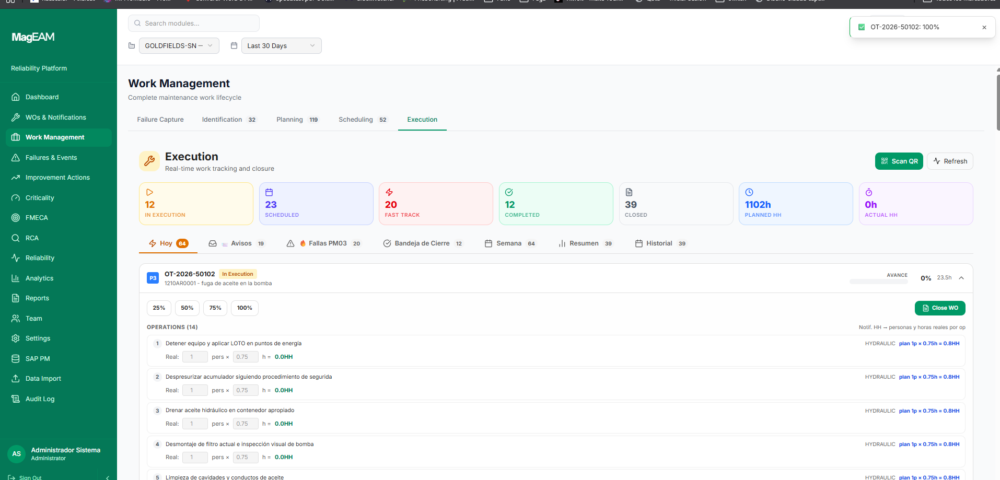 MagEAM
Reliability Platform
Dashboard
WOs & Notifications
Work Management
Failures & Events
Improvement Actions
Criticality
FMECA
RCA
Reliability
Analytics
Reports
Team
Settings
SAP PM
Data Import
Audit Log
AS
Administrador Sistema
Administrator
Sign Out
Search modules...
GOLDFIELDS-SN —
Last 30 Days
OT-2026-50102: 100%
Work Management
Complete maintenance work lifecycle
Failure Capture
Identification 32
Planning 119
Scheduling 52
Execution
Execution
Real-time work tracking and closure
Scan QR
Refresh
12
IN EXECUTION
23
SCHEDULED
20
FAST TRACK
12
COMPLETED
39
CLOSED
1102h
PLANNED HH
0h
ACTUAL HH
Hoy 64
Avisos 19
Fallas PM03 20
Bandeja de Cierre 12
Semana 64
Resumen 39
Historial 39
P3
OT-2026-50102 In Execution
1210AR0001 - fuga de aceite en la bomba
AVANCE
0% 23.5h
25% 50% 75% 100%
Close WO
OPERATIONS (14)
Notif. HH → personas y horas reales por op
1 Detener equipo y aplicar LOTO en puntos de energía
HYDRAULIC plan 1p × 0.75h = 0.8HH
Real: 1 pers × 0.75 h = 0.0HH
2 Despresurizar acumulador siguiendo procedimiento de segurida
HYDRAULIC plan 1p × 0.75h = 0.8HH
Real: 1 pers × 0.75 h = 0.0HH
3 Drenar aceite hidráulico en contenedor apropiado
HYDRAULIC plan 1p × 0.75h = 0.8HH
Real: 1 pers × 0.75 h = 0.0HH
4 Desmontaje de filtro actual e inspección visual de bomba
HYDRAULIC plan 1p × 0.75h = 0.8HH
Real: 1 pers × 0.75 h = 0.0HH
5 Limpieza de cavidades y conductos de aceite
HYDRAULIC plan 1p × 0.75h = 0.8HH